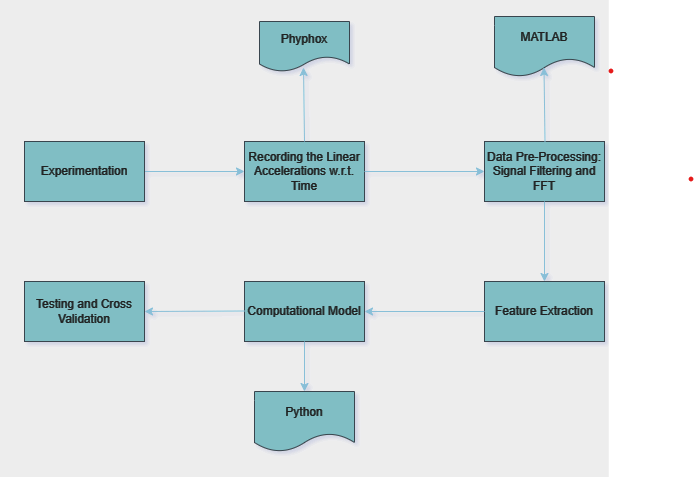 Phyphox
MATLAB
Experimentation
Recording the Linear
Accelerations w.r.t.
Time
Data Pre-Processing:
Signal Filtering and
FFT
Testing and Cross
Validation
Computational Model
Feature Extraction
Python